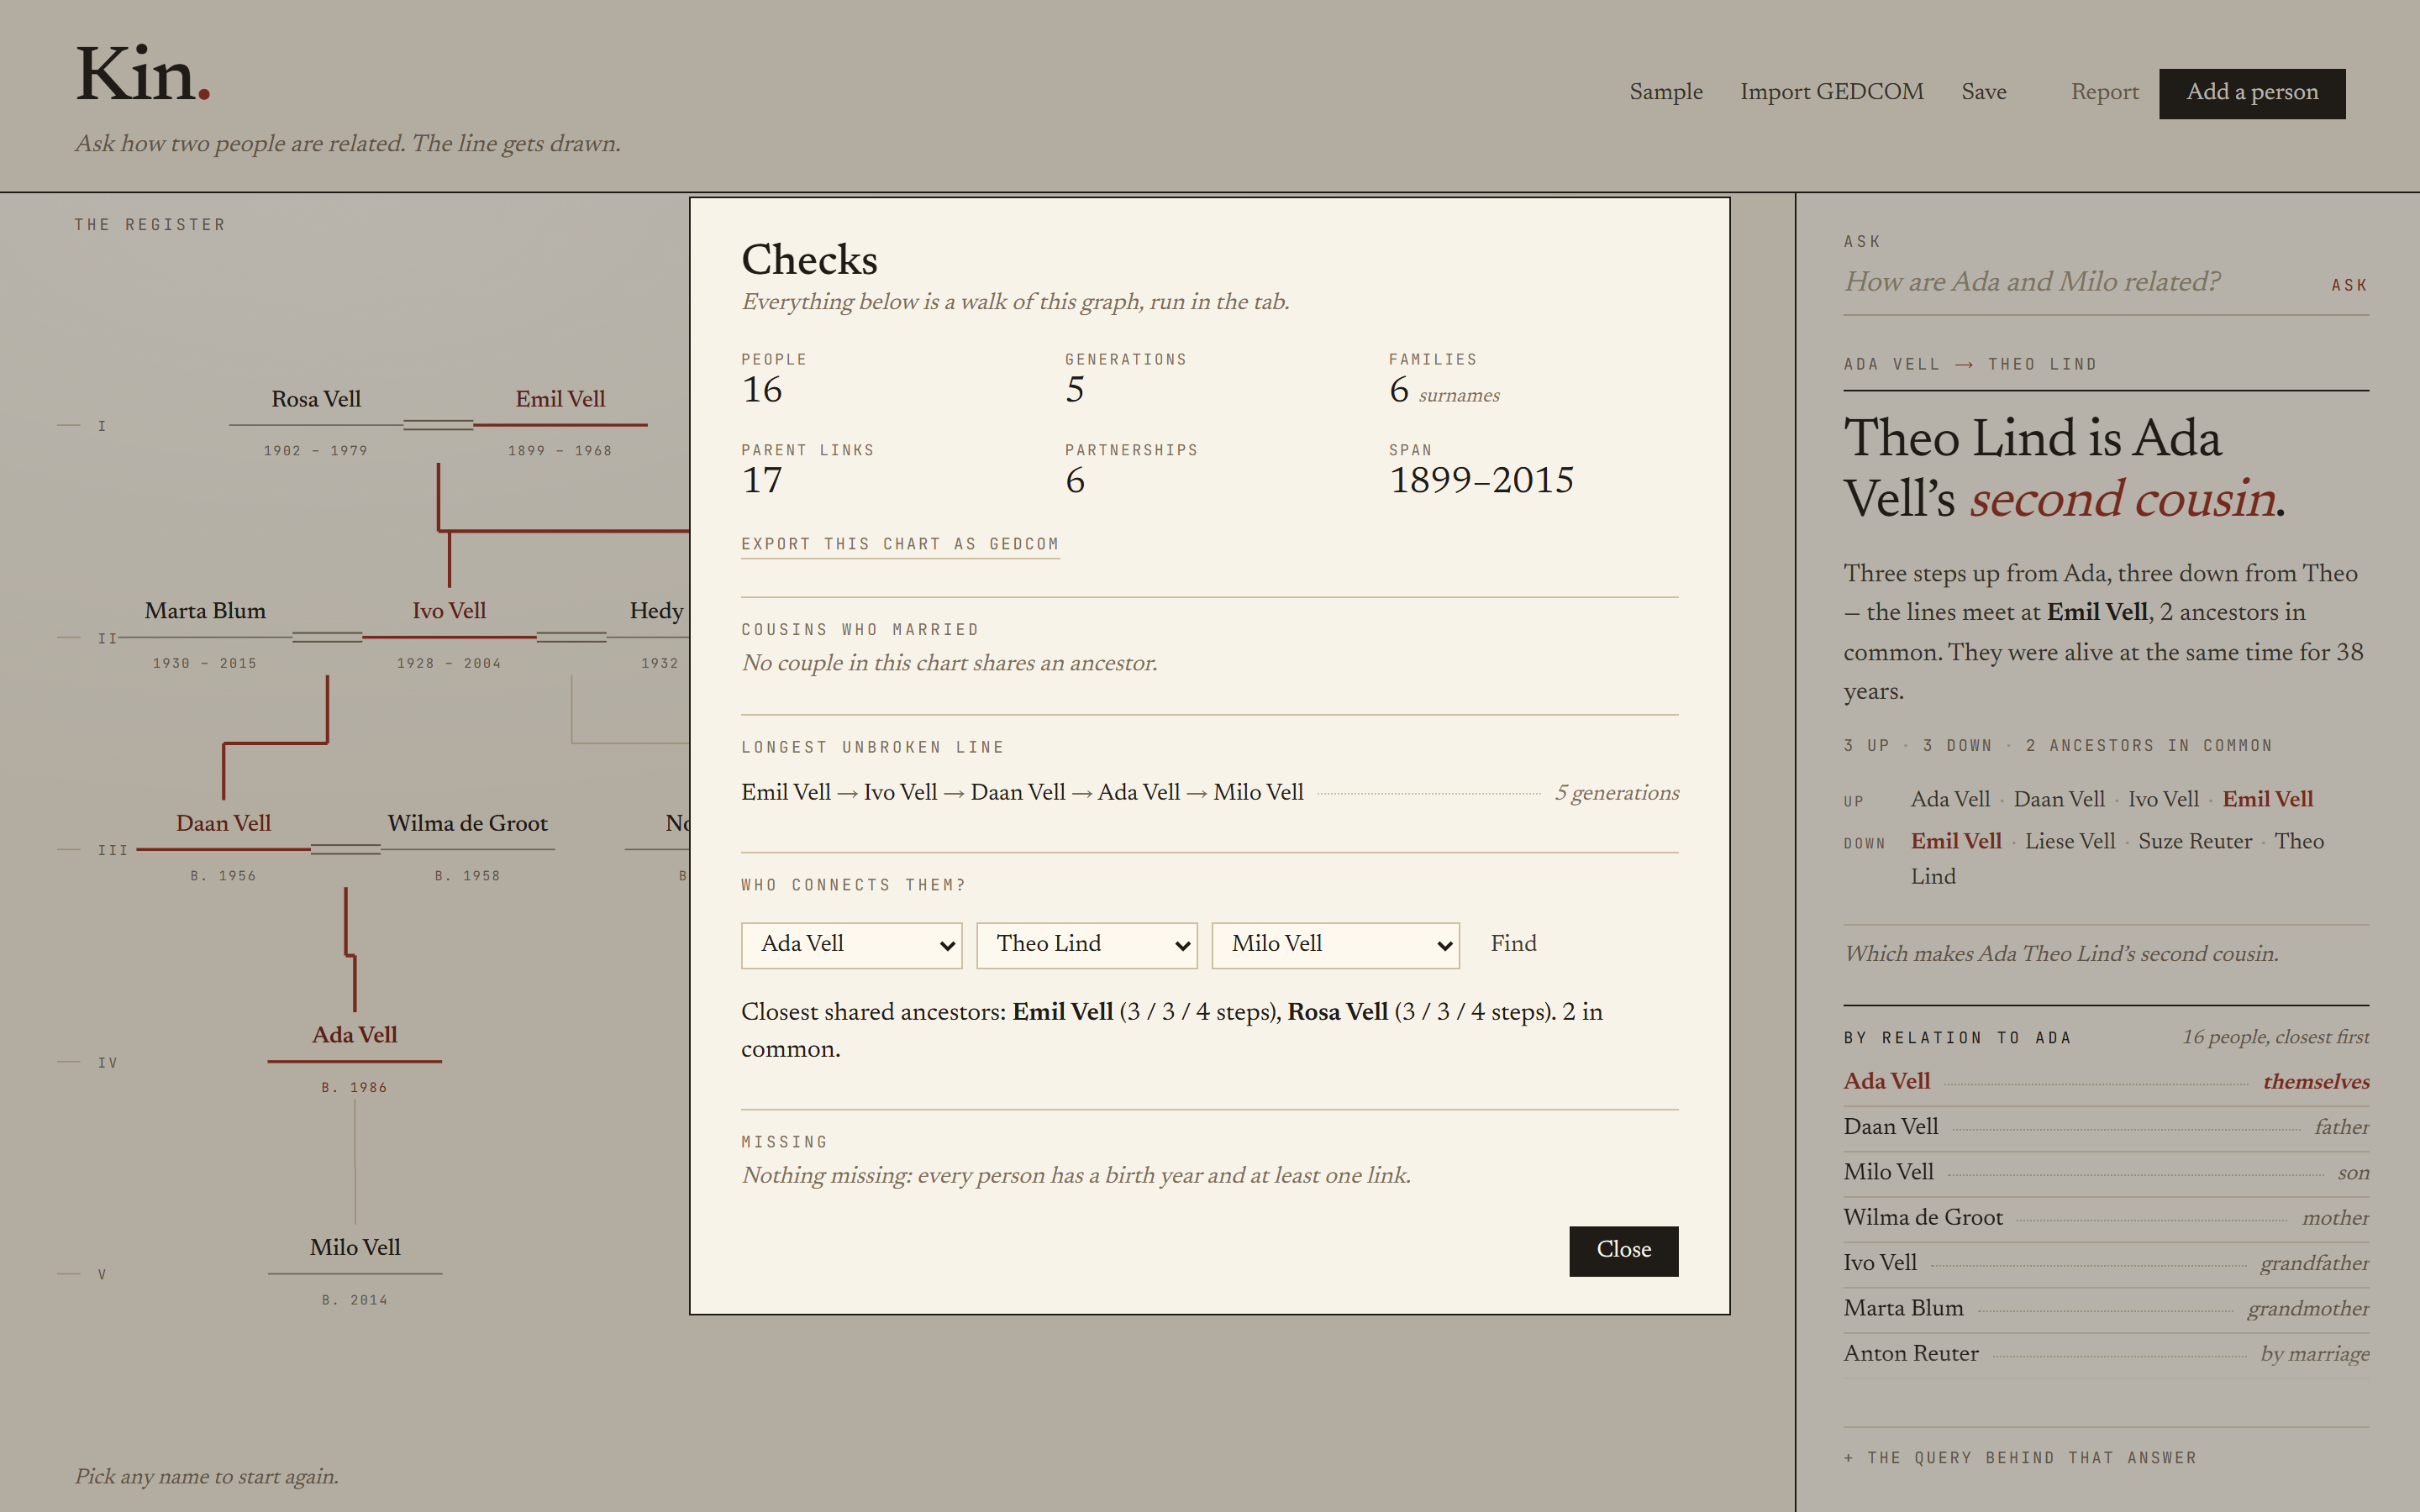 Kin.
Ask how two people are related. The line gets drawn.
Sample
Import GEDCOM
Save
Report
Add a person
THE REGISTER
Rosa Vell
Emil Vell
I
1902 – 1979
1899 – 1968
Marta Blum
Ivo Vell
Hedy
II
1930 – 2015
1928 – 2004
1932
Daan Vell
Wilma de Groot
III
B. 1956
B. 1958
Ada Vell
IV
B. 1986
Milo Vell
V
B. 2014
Pick any name to start again.
Checks
Everything below is a walk of this graph, run in the tab.
PEOPLE
16
GENERATIONS
5
FAMILIES
6 surnames
PARENT LINKS
17
PARTNERSHIPS
6
SPAN
1899–2015
EXPORT THIS CHART AS GEDCOM
COUSINS WHO MARRIED
No couple in this chart shares an ancestor.
LONGEST UNBROKEN LINE
Emil Vell → Ivo Vell → Daan Vell → Ada Vell → Milo Vell 5 generations
WHO CONNECTS THEM?
Ada Vell
Theo Lind
Milo Vell
Find
Closest shared ancestors: Emil Vell (3 / 3 / 4 steps), Rosa Vell (3 / 3 / 4 steps). 2 in
common.
MISSING
Nothing missing: every person has a birth year and at least one link.
Close
ASK
How are Ada and Milo related?
ASK
ADA VELL → THEO LIND
Theo Lind is Ada
Vell’s second cousin.
Three steps up from Ada, three down from Theo
— the lines meet at Emil Vell, 2 ancestors in
common. They were alive at the same time for 38
years.
3 UP · 3 DOWN · 2 ANCESTORS IN COMMON
UP Ada Vell · Daan Vell · Ivo Vell · Emil Vell
DOWN Emil Vell · Liese Vell · Suze Reuter · Theo
Lind
Which makes Ada Theo Lind’s second cousin.
BY RELATION TO ADA 16 people, closest first
Ada Vell themselves
Daan Vell father
Milo Vell son
Wilma de Groot mother
Ivo Vell grandfather
Marta Blum grandmother
Anton Reuter by marriage
+ THE QUERY BEHIND THAT ANSWER